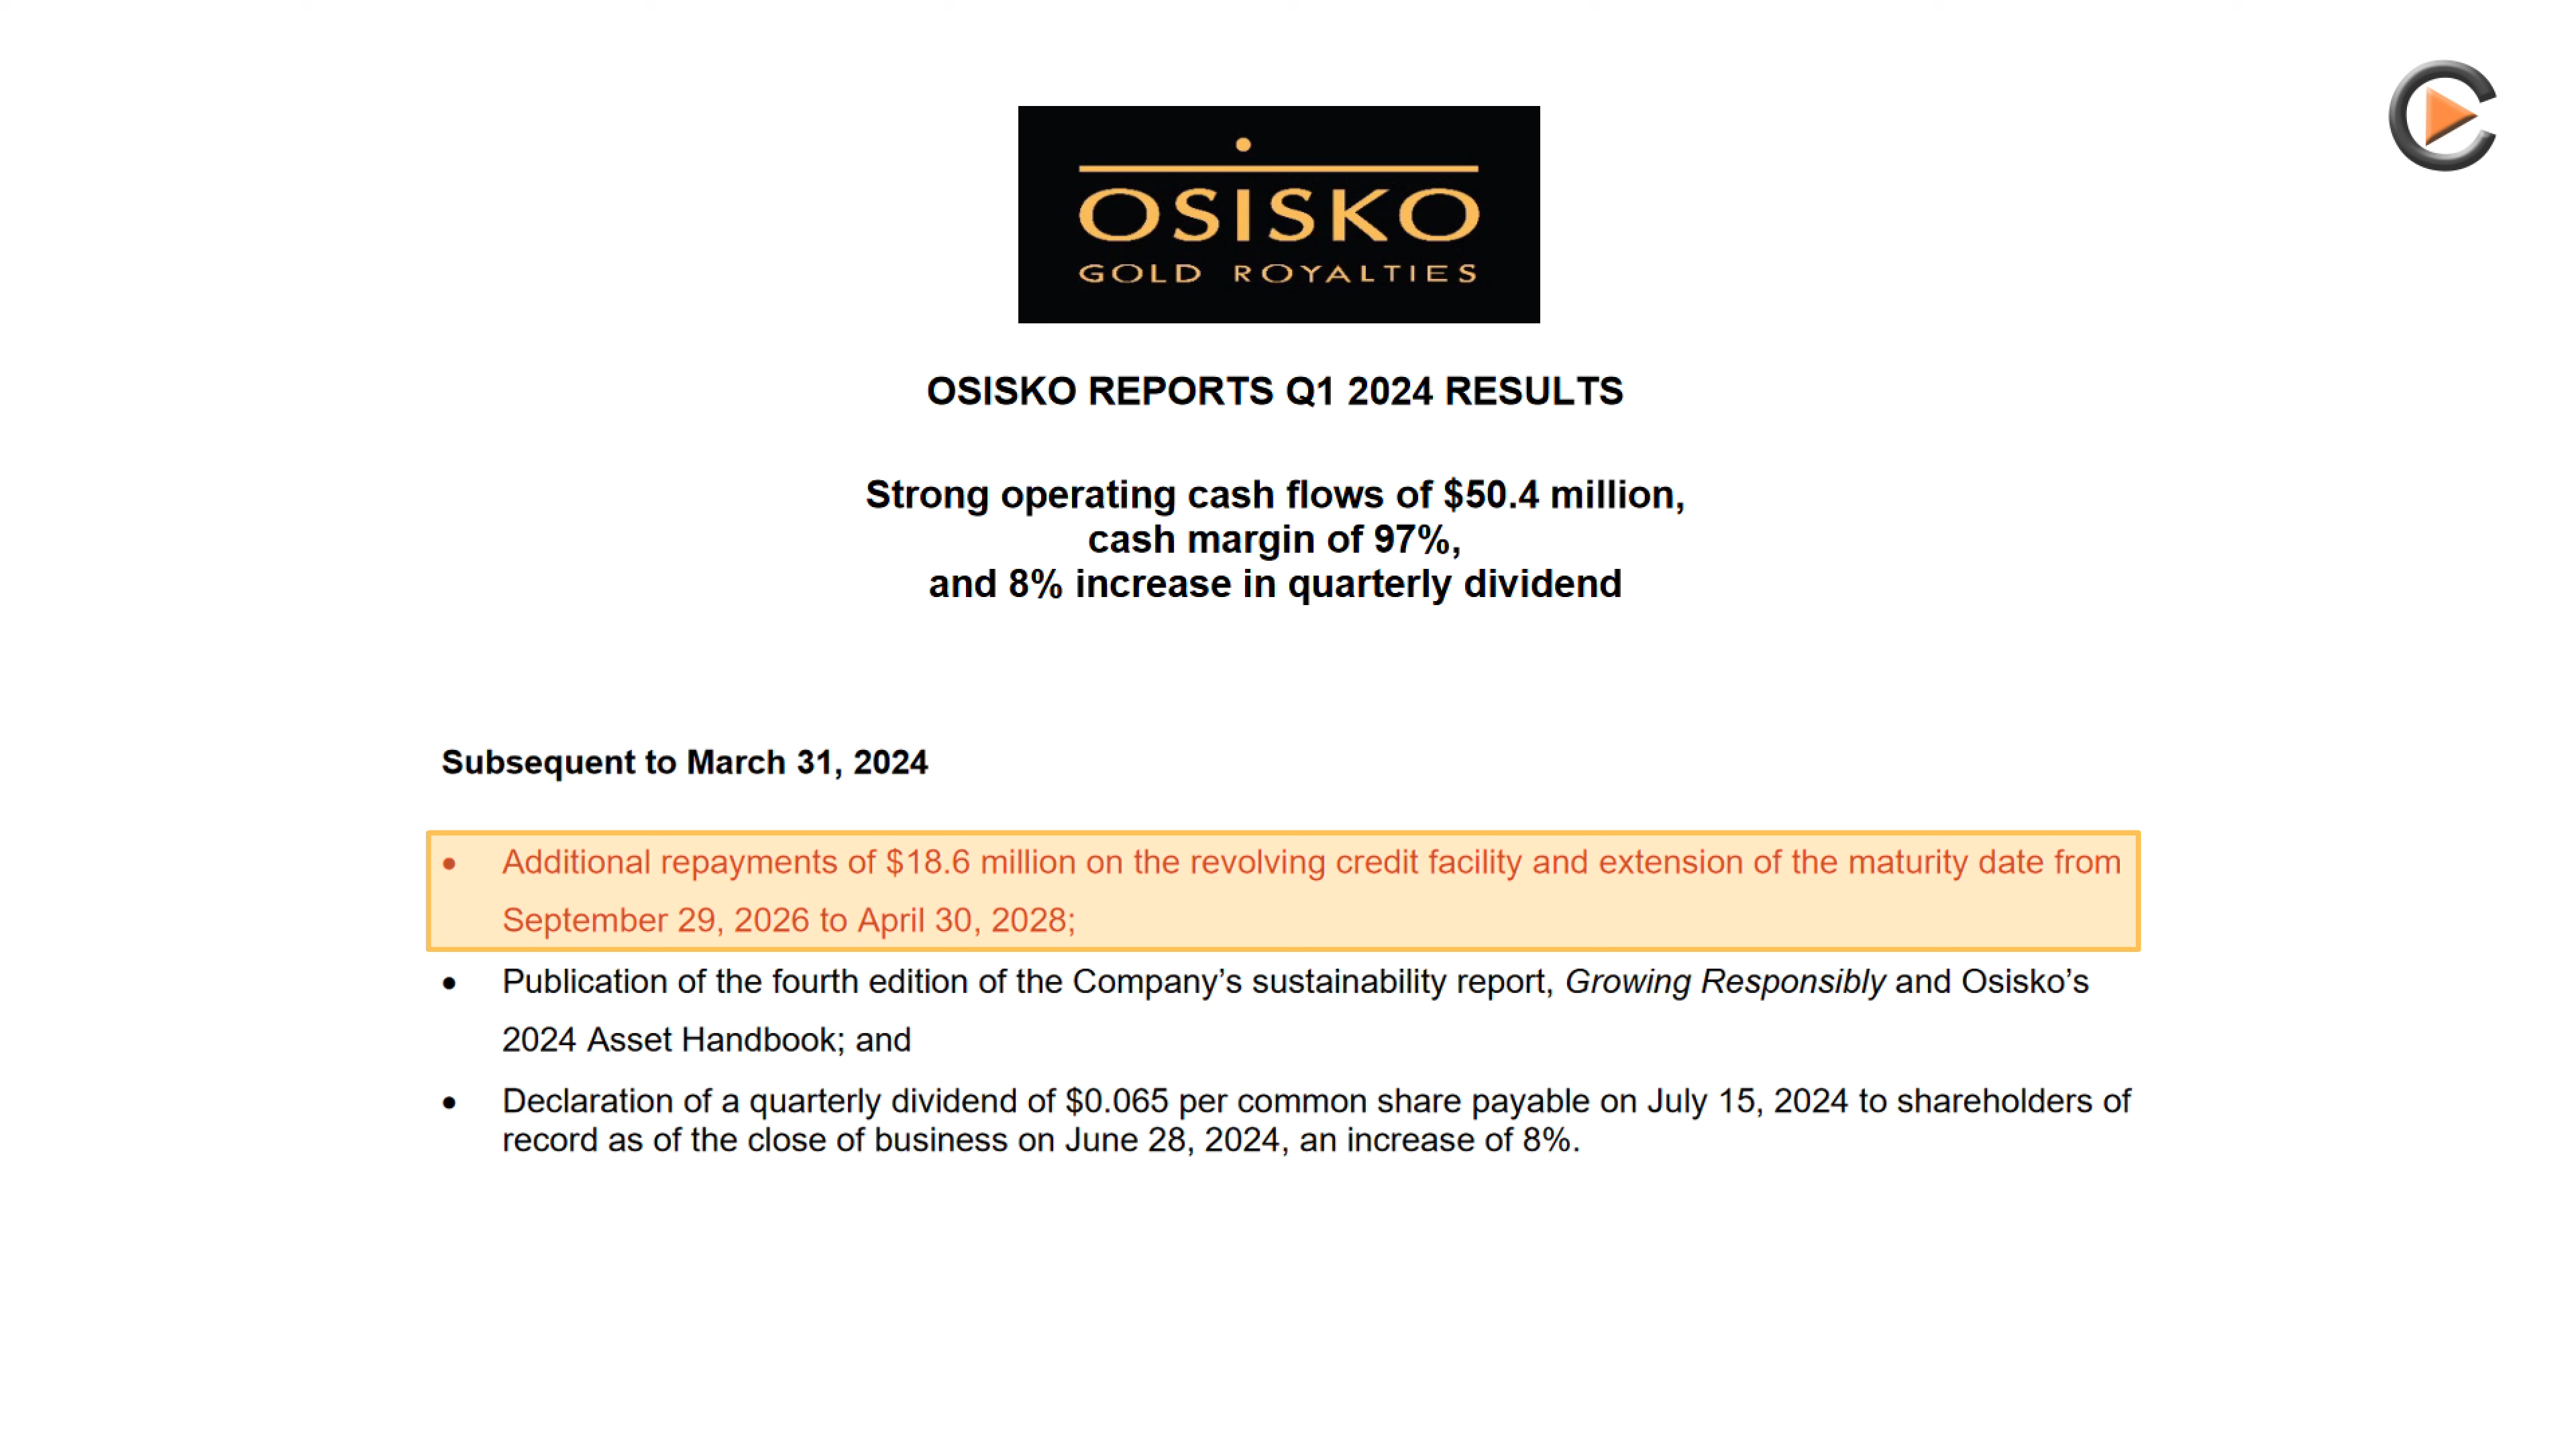 OSISKO
GOLD ROYALTIES
OSISKO REPORTS Q1 2024 RESULTS
Strong operating cash flows of $50.4 million,
cash margin of 97%,
and 8% increase in quarterly dividend
Subsequent to March 31, 2024
• Additional repayments of $18.6 million on the revolving credit facility and extension of the maturity date from
September 29, 2026 to April 30, 2028;
• Publication of the fourth edition of the Company’s sustainability report, Growing Responsibly and Osisko’s
2024 Asset Handbook; and
• Declaration of a quarterly dividend of $0.065 per common share payable on July 15, 2024 to shareholders of
record as of the close of business on June 28, 2024, an increase of 8%.